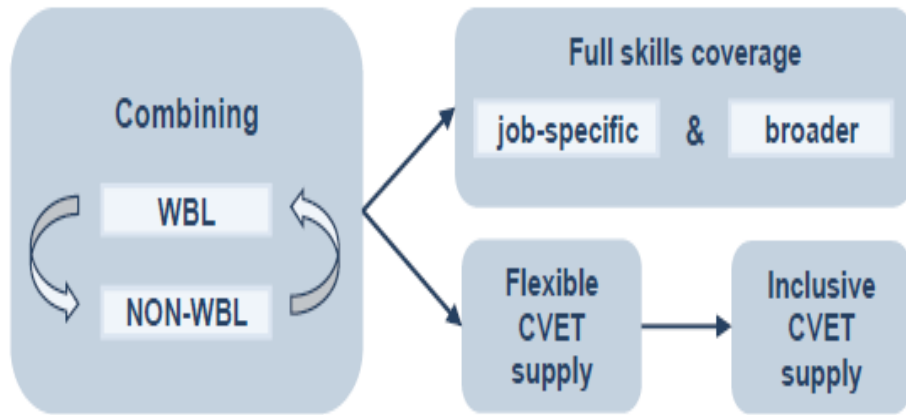 Combining
WBL
NON-WBL
Full skills coverage
job-specific & broader
Flexible
CVET
supply
Inclusive
CVET
supply